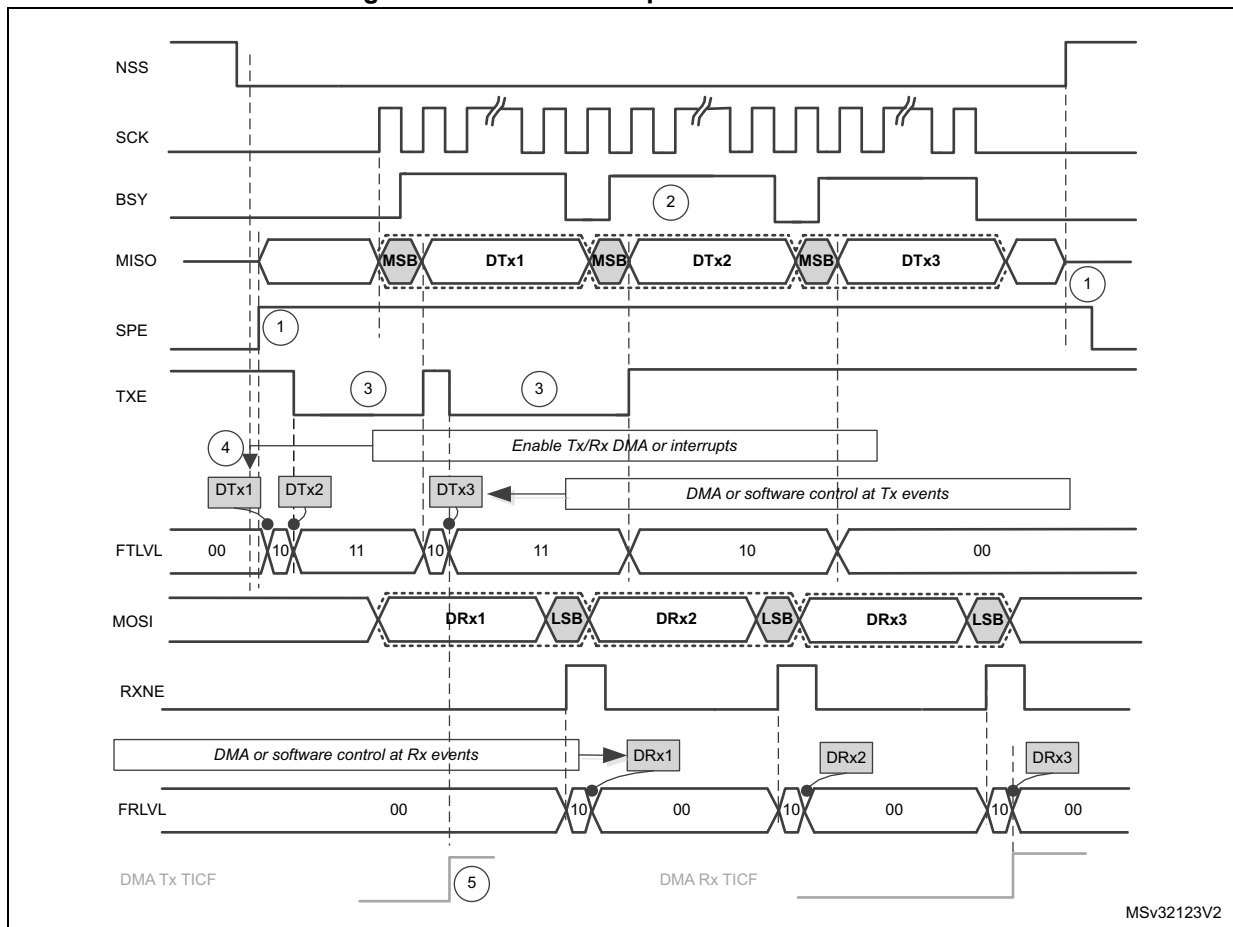 NSS
SCK
BSY
2
MISO
MSB
DTx1
MSB
DTx2
MSB
DTx3
1
SPE
1
TXE
3
3
4
Enable Tx/Rx DMA or interrupts
DTx1
DTx2
DTx3
DMA or software control at Tx events
FTLVL
00
10
11
10
11
10
00
MOSI
DRx1
LSB
DRx2
LSB
DRx3
LSB
RXNE
DMA or software control at Rx events
DRx1
DRx2
DRx3
FRLVL
00
10
00
10
00
10
00
DMA Tx TICF
5
DMA Rx TICF
MSv32123V2